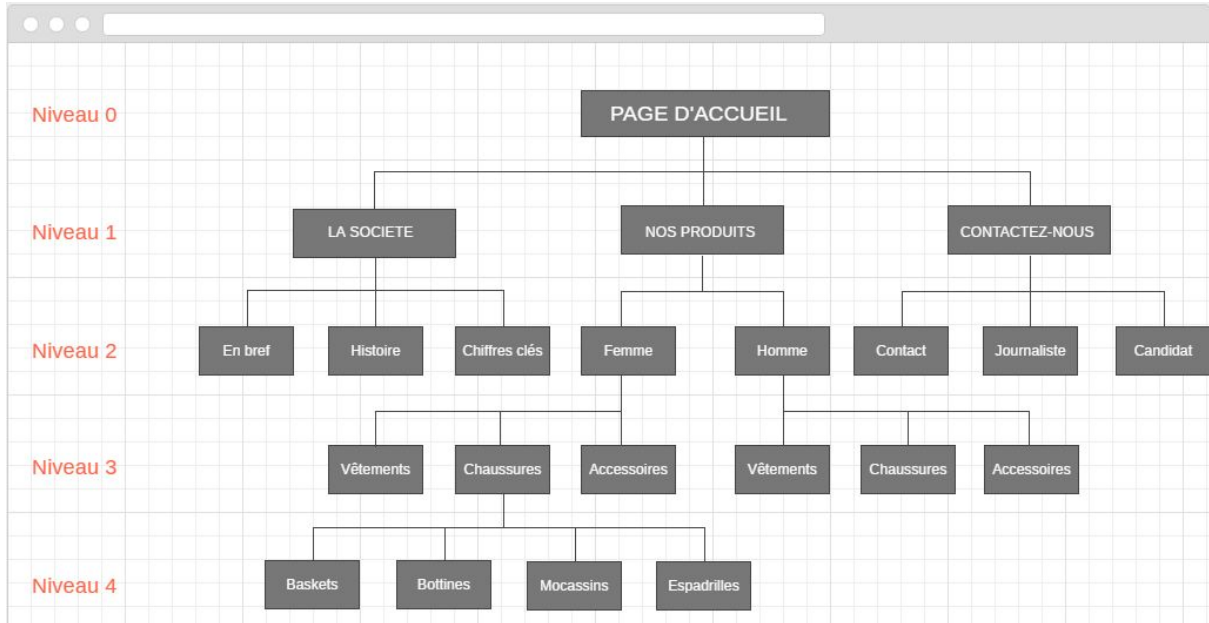 Niveau 0
PAGE D'ACCUEIL
Niveau 1
LA SOCIETE
NOS PRODUITS
CONTACTEZ-NOUS
Niveau 2
En bref
Histoire
Chiffres clés
Femme
Homme
Contact
Journaliste
Candidat
Niveau 3
Vêtements
Chaussures
Accessoires
Vêtements
Chaussures
Accessoires
Niveau 4
Baskets
Bottines
Mocassins
Espadrilles